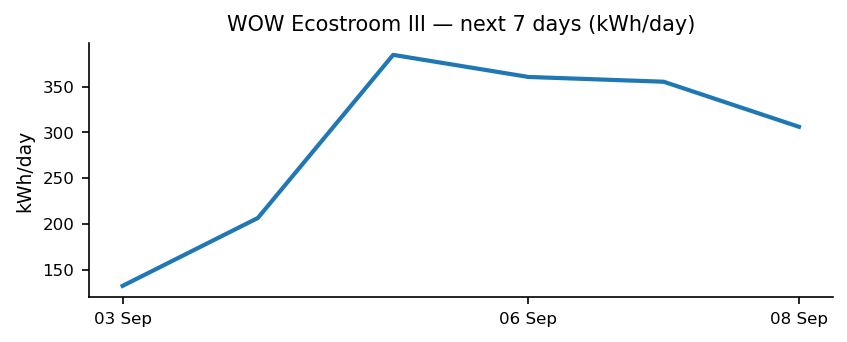 WOW Ecostroom III — next 7 days (kWh/day)
kWh/day
350
300
250
200
150
03 Sep
06 Sep
08 Sep